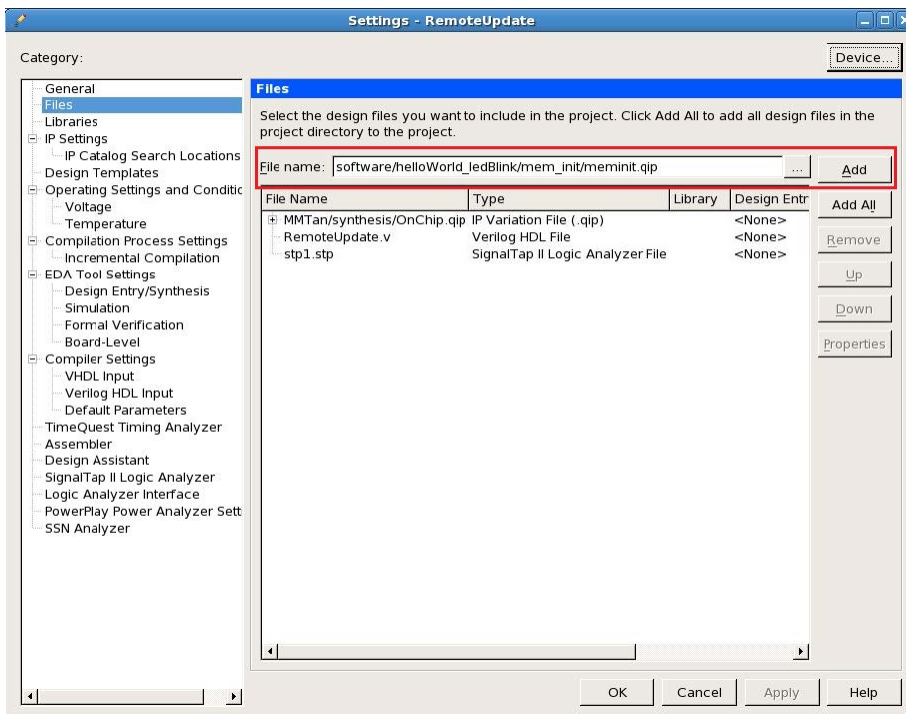 Settings - RemoteUpdate
Category:
Device...
General
Files
Libraries
IP Settings
IP Catalog Search Locations
Design Templates
Operating Settings and Conditic
Voltage
Temperature
Compilation Process Settings
Incremental Compilation
EDA Tool Settings
Design Entry/Synthesis
Simulation
Formal Verification
Board-Level
Compiler Settings
VHDL Input
Verilog HDL Input
Default Parameters
TimeQuest Timing Analyzer
Assembler
Design Assistant
SignalTap II Logic Analyzer
Logic Analyzer Interface
PowerPlay Power Analyzer Sett
SSN Analyzer
Files
Select the design files you want to include in the project. Click Add All to add all design files in the
project directory to the project.
File name: software/helloWorld_ledBlink/mem_init/meminit.qip ... Add
File Name Type Library Design Entr
MMTan/synthesis/OnChip.qip IP Variation File (.qip) <None>
RemoteUpdate.v Verilog HDL File <None>
stp1.stp SignalTap II Logic Analyzer File <None>
Add All
Remove
Up
Down
Properties
OK Cancel Apply Help